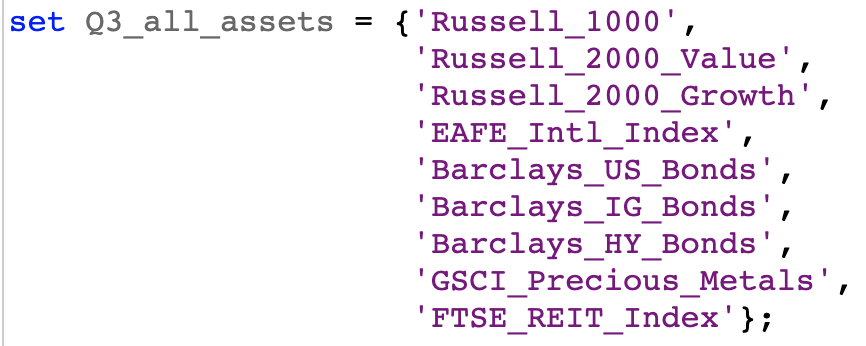 set Q3_all_assets = {'Russell_1000',
'Russell_2000_Value',
'Russell_2000_Growth',
'EAFE_Intl_Index',
'Barclays_US_Bonds',
'Barclays_IG_Bonds',
'Barclays_HY_Bonds',
'GSCI_Precious_Metals',
'FTSE_REIT_Index'};